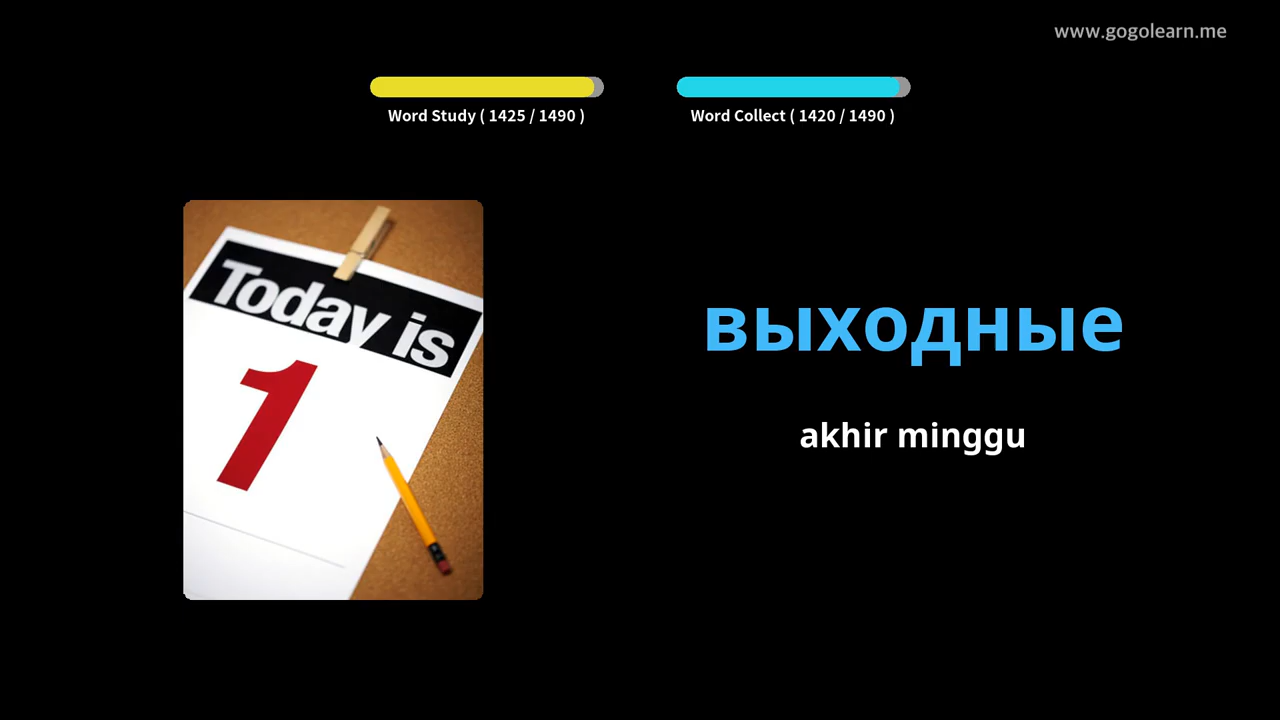 www.gogolearn.me
Word Study ( 1425 / 1490 )
Word Collect ( 1420 / 1490 )
Today is
1
выходные
akhir minggu